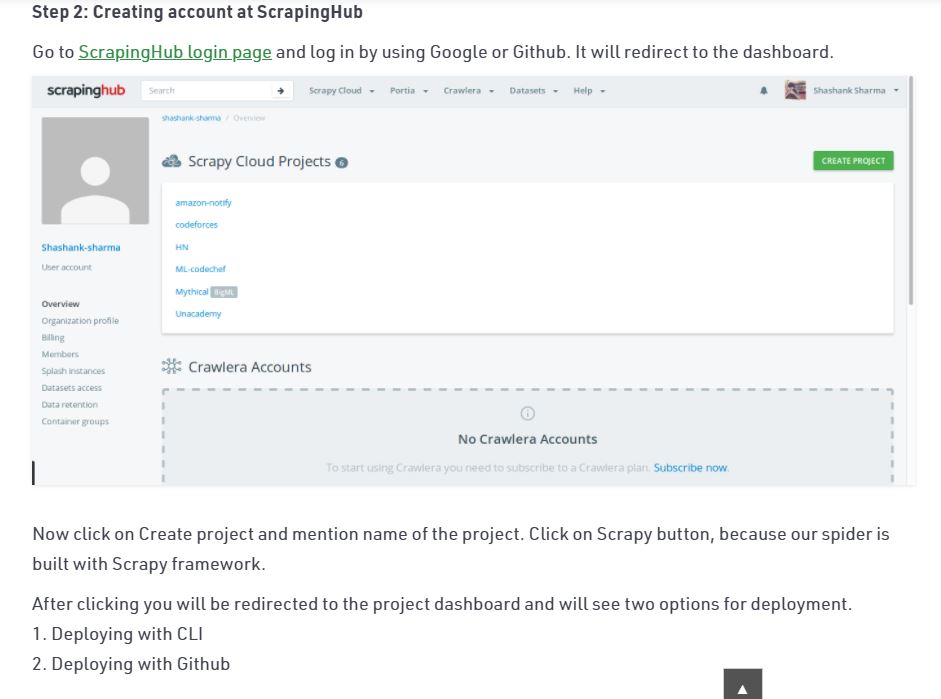 Step 2: Creating account at ScrapingHub
Go to ScrapingHub login page and log in by using Google or Github. It will redirect to the dashboard.
scrapinghub Search Scrapy Cloud Portia Crawlera Datasets Help Shashank Sharma
shashank-sharma / Overview
Scrapy Cloud Projects 6 CREATE PROJECT
amazon-notify
codeforces
Shashank-sharma HN
User account ML-codechef
Mythical BigML
Overview
Organization profile Unacademy
Billing
Members
Splash instances Crawlera Accounts
Datasets access
Data retention
Container groups
No Crawlera Accounts
To start using Crawlera you need to subscribe to a Crawlera plan. Subscribe now.
Now click on Create project and mention name of the project. Click on Scrapy button, because our spider is
built with Scrapy framework.
After clicking you will be redirected to the project dashboard and will see two options for deployment.
1. Deploying with CLI
2. Deploying with Github